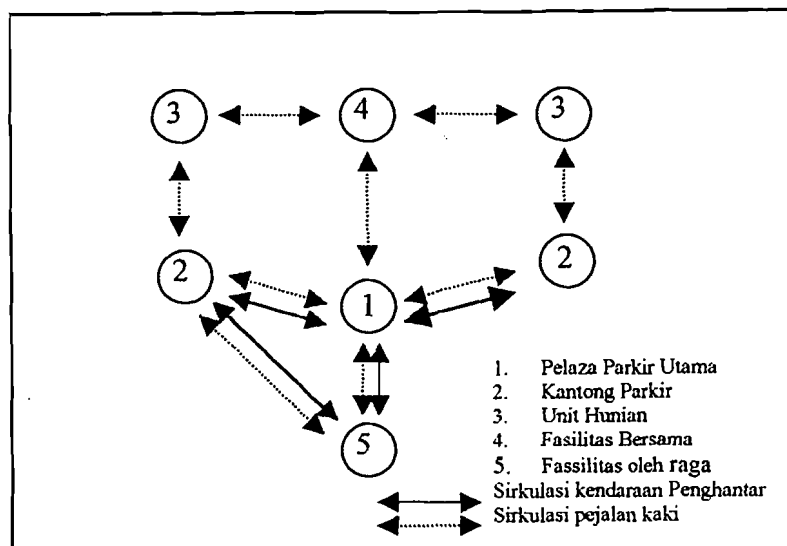 3 4 3
2 1 2
5
1. Pelaza Parkir Utama
2. Kantong Parkir
3. Unit Hunian
4. Fasilitas Bersama
5. Fassilitas oleh raga
Sirkulasi kendaraan Penghantar
Sirkulasi pejalan kaki